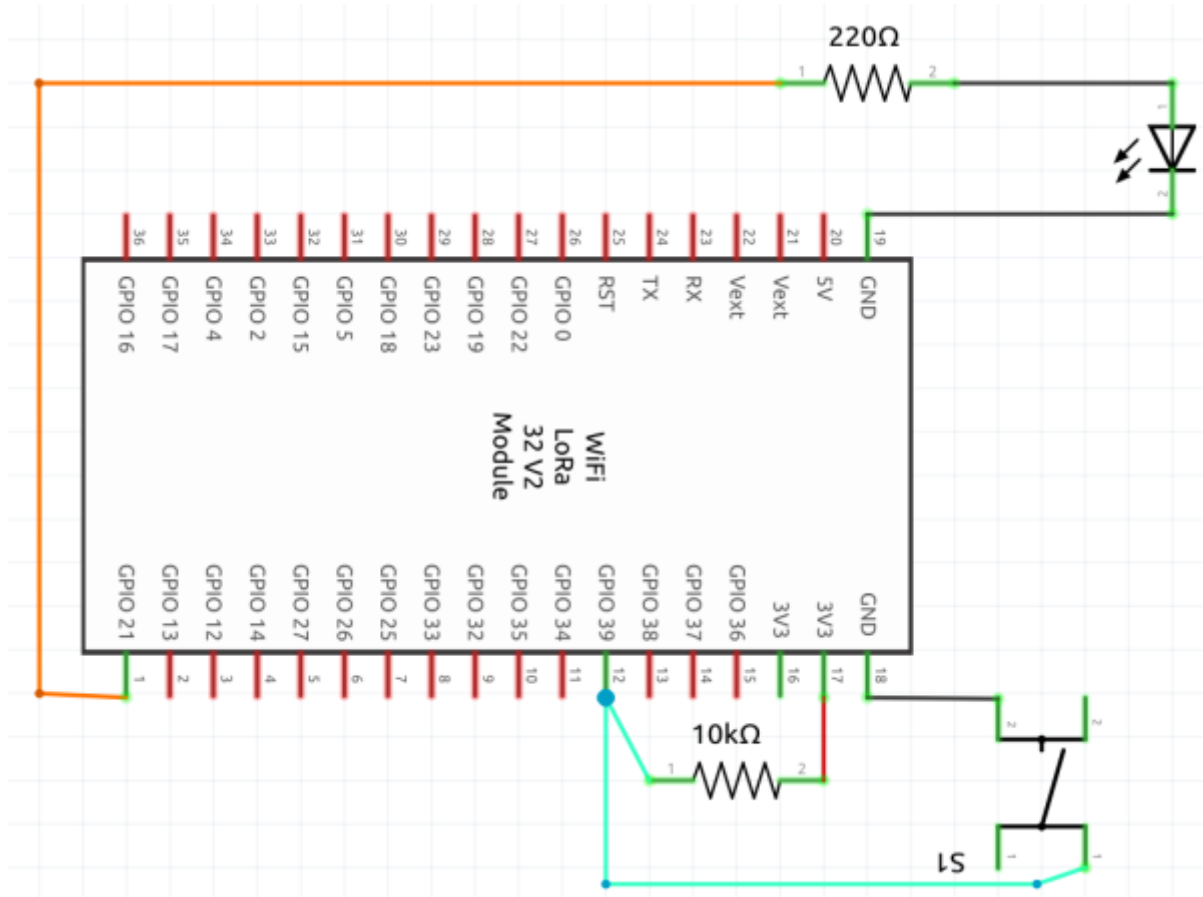 220Ω
1
2
1
2
36
35
34
33
32
31
30
29
28
27
26
25
24
23
22
21
20
19
GPIO 16
GPIO 17
GPIO 4
GPIO 2
GPIO 15
GPIO 5
GPIO 18
GPIO 23
GPIO 19
GPIO 22
GPIO 0
RST
TX
RX
Vext
Vext
5V
GND
WiFi
LoRa
32 V2
Module
GPIO 21
GPIO 13
GPIO 12
GPIO 14
GPIO 27
GPIO 26
GPIO 25
GPIO 33
GPIO 32
GPIO 35
GPIO 34
GPIO 39
GPIO 38
GPIO 37
GPIO 36
3V3
3V3
GND
1
2
3
4
5
6
7
8
9
10
11
12
13
14
15
16
17
18
10kΩ
1
2
2
2
S1
1
1